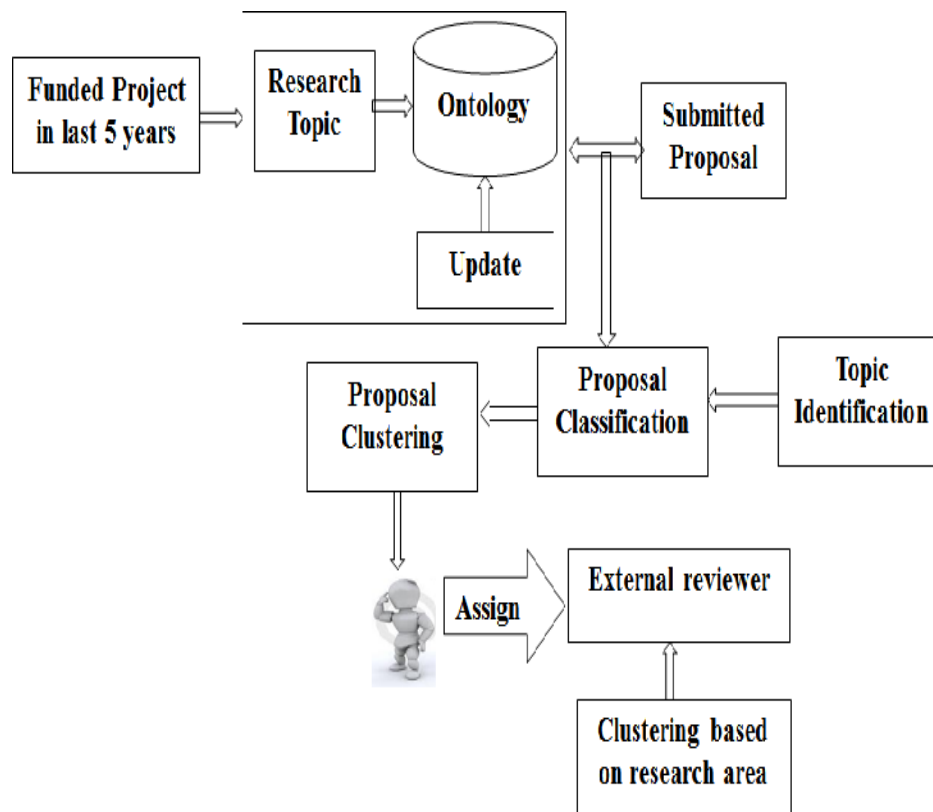 Funded Project
in last 5 years
Research
Topic
Ontology
Submitted
Proposal
Update
Proposal
Clustering
Proposal
Classification
Topic
Identification
Assign
External reviewer
Clustering based
on research area